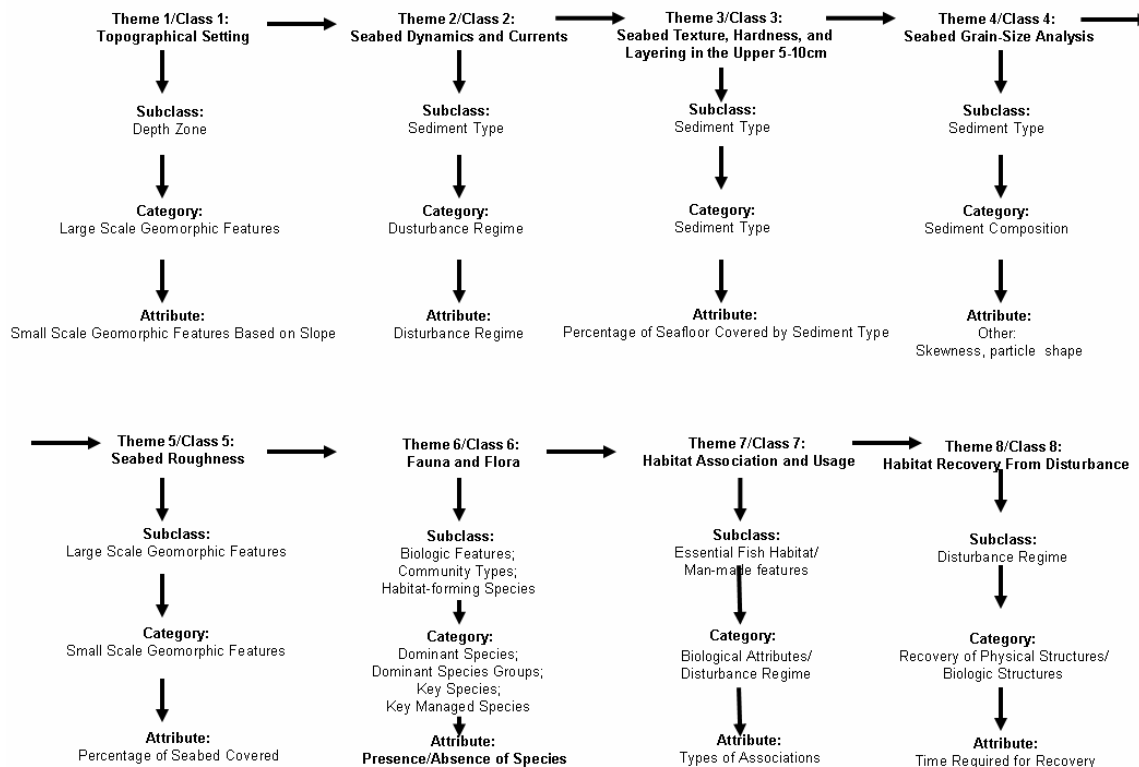 Theme 1/Class 1:
Topographical Setting
Subclass:
Depth Zone
Category:
Large Scale Geomorphic Features
Attribute:
Small Scale Geomorphic Features Based on Slope
Theme 2/Class 2:
Seabed Dynamics and Currents
Subclass:
Sediment Type
Category:
Dusturbance Regime
Attribute:
Disturbance Regime
Theme 3/Class 3:
Seabed Texture, Hardness, and
Layering in the Upper 5-10cm
Subclass:
Sediment Type
Category:
Sediment Type
Attribute:
Percentage of Seafloor Covered by Sediment Type
Theme 4/Class 4:
Seabed Grain-Size Analysis
Subclass:
Sediment Type
Category:
Sediment Composition
Attribute:
Other:
Skewness, particle shape
Theme 5/Class 5:
Seabed Roughness
Subclass:
Large Scale Geomorphic Features
Category:
Small Scale Geomorphic Features
Attribute:
Percentage of Seabed Covered
Theme 6/Class 6:
Fauna and Flora
Subclass:
Biologic Features;
Community Types;
Habitat-forming Species
Category:
Dominant Species;
Dominant Species Groups;
Key Species;
Key Managed Species
Attribute:
Presence/Absence of Species
Theme 7/Class 7:
Habitat Association and Usage
Subclass:
Essential Fish Habitat/
Man-made features
Category:
Biological Attributes/
Disturbance Regime
Attribute:
Types of Associations
Theme 8/Class 8:
Habitat Recovery From Disturbance
Subclass:
Disturbance Regime
Category:
Recovery of Physical Structures/
Biologic Structures
Attribute:
Time Required for Recovery